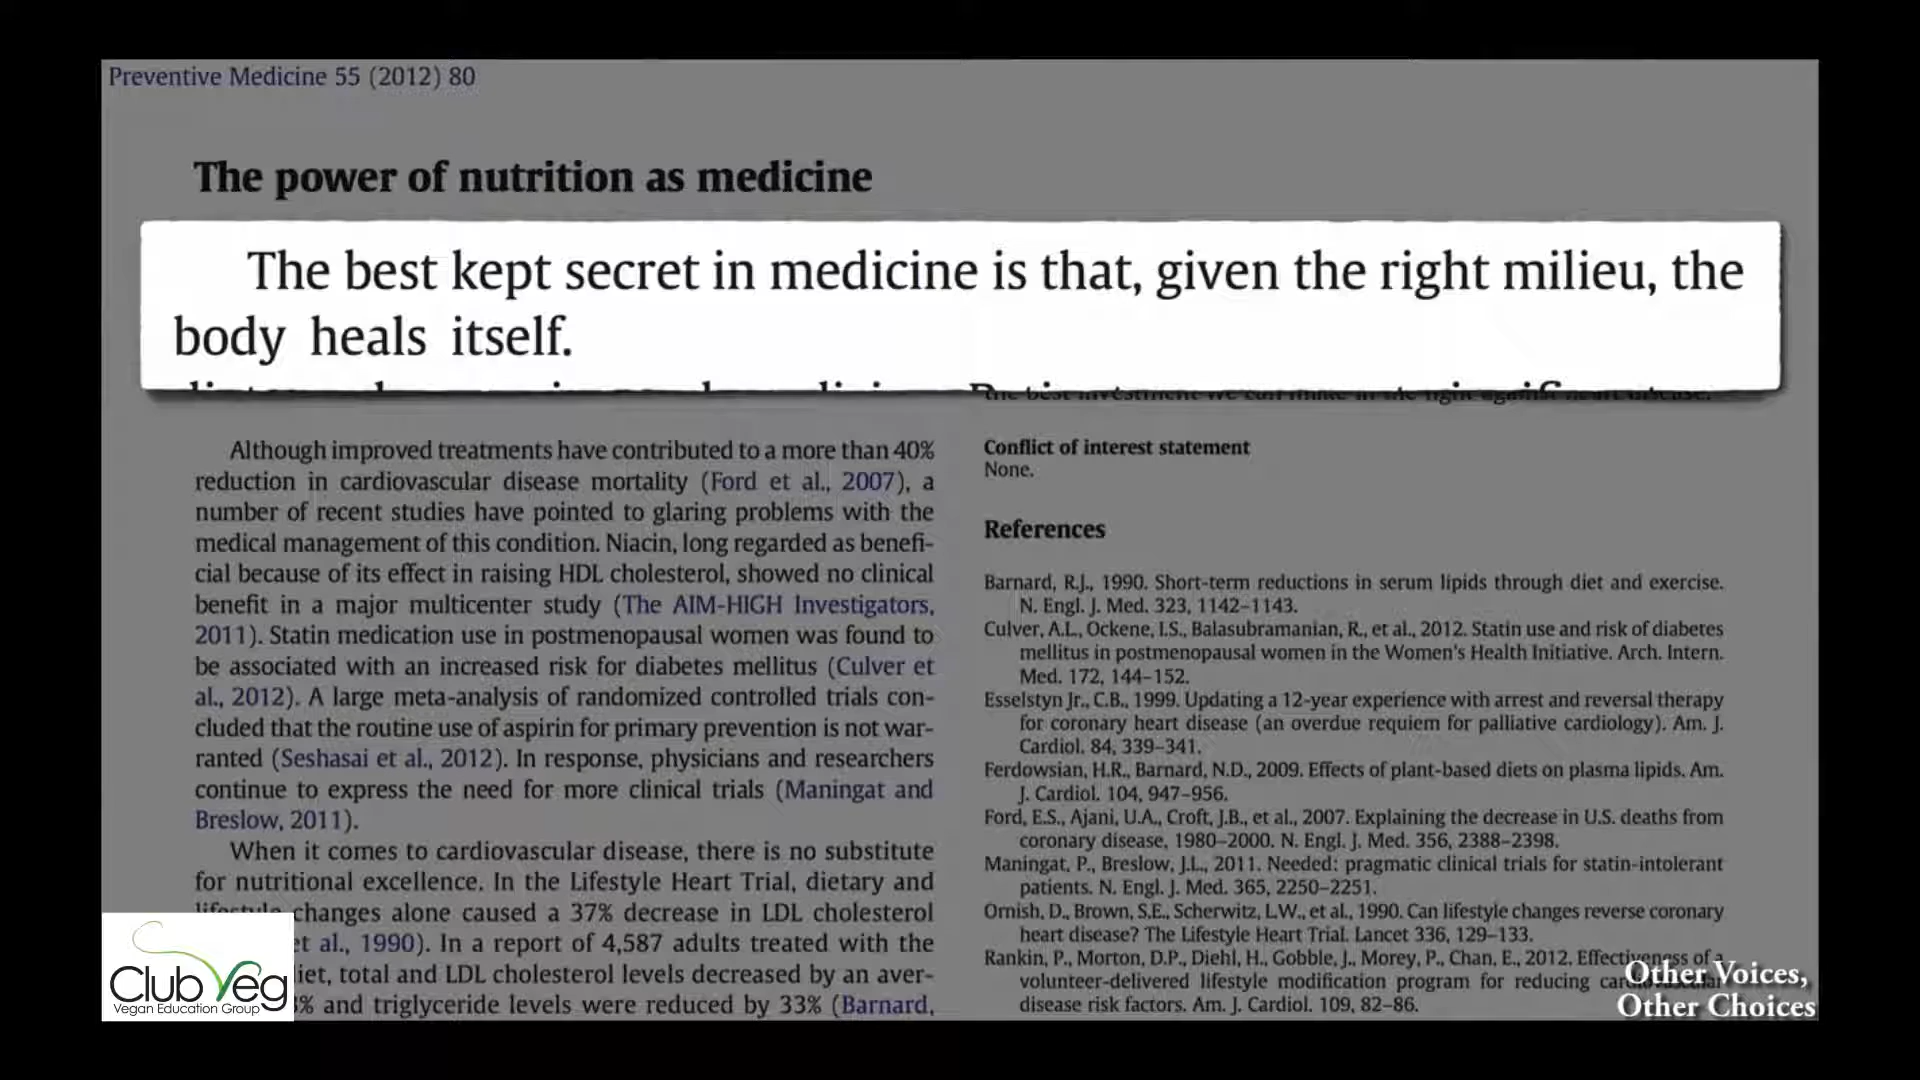 Preventive Medicine 55 (2012) 80
The power of nutrition as medicine
The best kept secret in medicine is that, given the right milieu, the
body heals itself.
the best investment we can make in the fight against heart disease.
Although improved treatments have contributed to a more than 40%
reduction in cardiovascular disease mortality (Ford et al., 2007), a
number of recent studies have pointed to glaring problems with the
medical management of this condition. Niacin, long regarded as benefi-
cial because of its effect in raising HDL cholesterol, showed no clinical
benefit in a major multicenter study (The AIM-HIGH Investigators,
2011). Statin medication use in postmenopausal women was found to
be associated with an increased risk for diabetes mellitus (Culver et
al., 2012). A large meta-analysis of randomized controlled trials con-
cluded that the routine use of aspirin for primary prevention is not war-
ranted (Seshasai et al., 2012). In response, physicians and researchers
continue to express the need for more clinical trials (Maningat and
Breslow, 2011).
When it comes to cardiovascular disease, there is no substitute
for nutritional excellence. In the Lifestyle Heart Trial, dietary and
lifestyle changes alone caused a 37% decrease in LDL cholesterol
et al., 1990). In a report of 4,587 adults treated with the
iet, total and LDL cholesterol levels decreased by an aver-
% and triglyceride levels were reduced by 33% (Barnard,
Conflict of interest statement
None.
References
Barnard, R.J., 1990. Short-term reductions in serum lipids through diet and exercise.
N. Engl. J. Med. 323, 1142–1143.
Culver, A.L., Ockene, I.S., Balasubramanian, R., et al., 2012. Statin use and risk of diabetes
mellitus in postmenopausal women in the Women's Health Initiative. Arch. Intern.
Med. 172, 144–152.
Esselstyn Jr., C.B., 1999. Updating a 12-year experience with arrest and reversal therapy
for coronary heart disease (an overdue requiem for palliative cardiology). Am. J.
Cardiol. 84, 339–341.
Ferdowsian, H.R., Barnard, N.D., 2009. Effects of plant-based diets on plasma lipids. Am.
J. Cardiol. 104, 947–956.
Ford, E.S., Ajani, U.A., Croft, J.B., et al., 2007. Explaining the decrease in U.S. deaths from
coronary disease, 1980–2000. N. Engl. J. Med. 356, 2388–2398.
Maningat, P., Breslow, J.L., 2011. Needed: pragmatic clinical trials for statin-intolerant
patients. N. Engl. J. Med. 365, 2250–2251.
Ornish, D., Brown, S.E., Scherwitz, L.W., et al., 1990. Can lifestyle changes reverse coronary
heart disease? The Lifestyle Heart Trial. Lancet 336, 129–133.
Rankin, P., Morton, D.P., Diehl, H., Gobble, J., Morey, P., Chan, E., 2012. Effectiveness of a
volunteer-delivered lifestyle modification program for reducing cardiovascular
disease risk factors. Am. J. Cardiol. 109, 82–86.
Club Veg
Vegan Education Group
Other Voices,
Other Choices